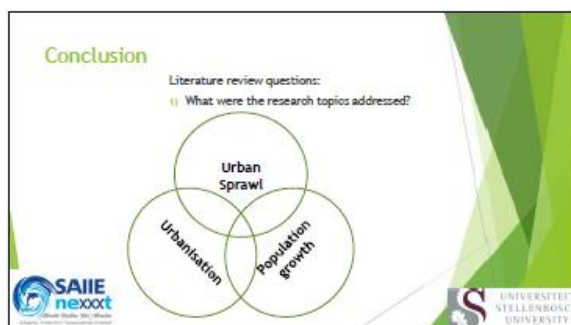 Conclusion
Literature review questions:
1) What were the research topics addressed?
Urban
Sprawl
Urbanisation
Population
growth
SAIIE
nexxxt
UNIVERSITEIT
STELLENBOSCH
UNIVERSITY